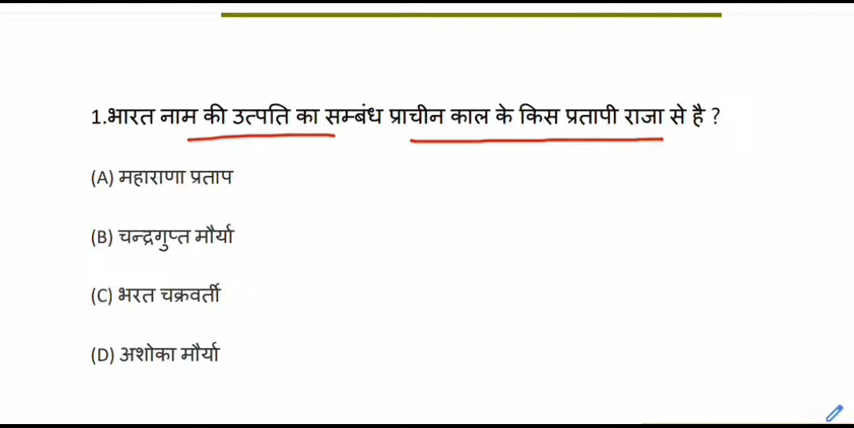 1.भारत नाम की उत्पति का सम्बंध प्राचीन काल के किस प्रतापी राजा से है ?
(A) महाराणा प्रताप
(B) चन्द्रगुप्त मौर्या
(C) भरत चक्रवर्ती
(D) अशोका मौर्या